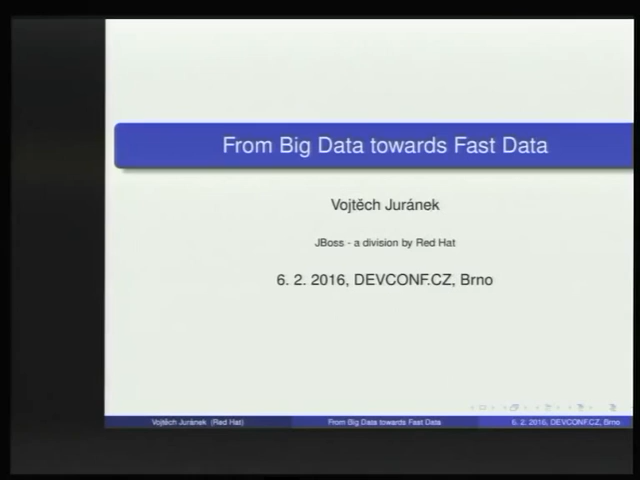 From Big Data towards Fast Data
Vojtěch Juránek
JBoss - a division by Red Hat
6. 2. 2016, DEVCONF.CZ, Brno
Vojtěch Juránek (Red Hat)
From Big Data towards Fast Data
6. 2. 2016, DEVCONF.CZ, Brno